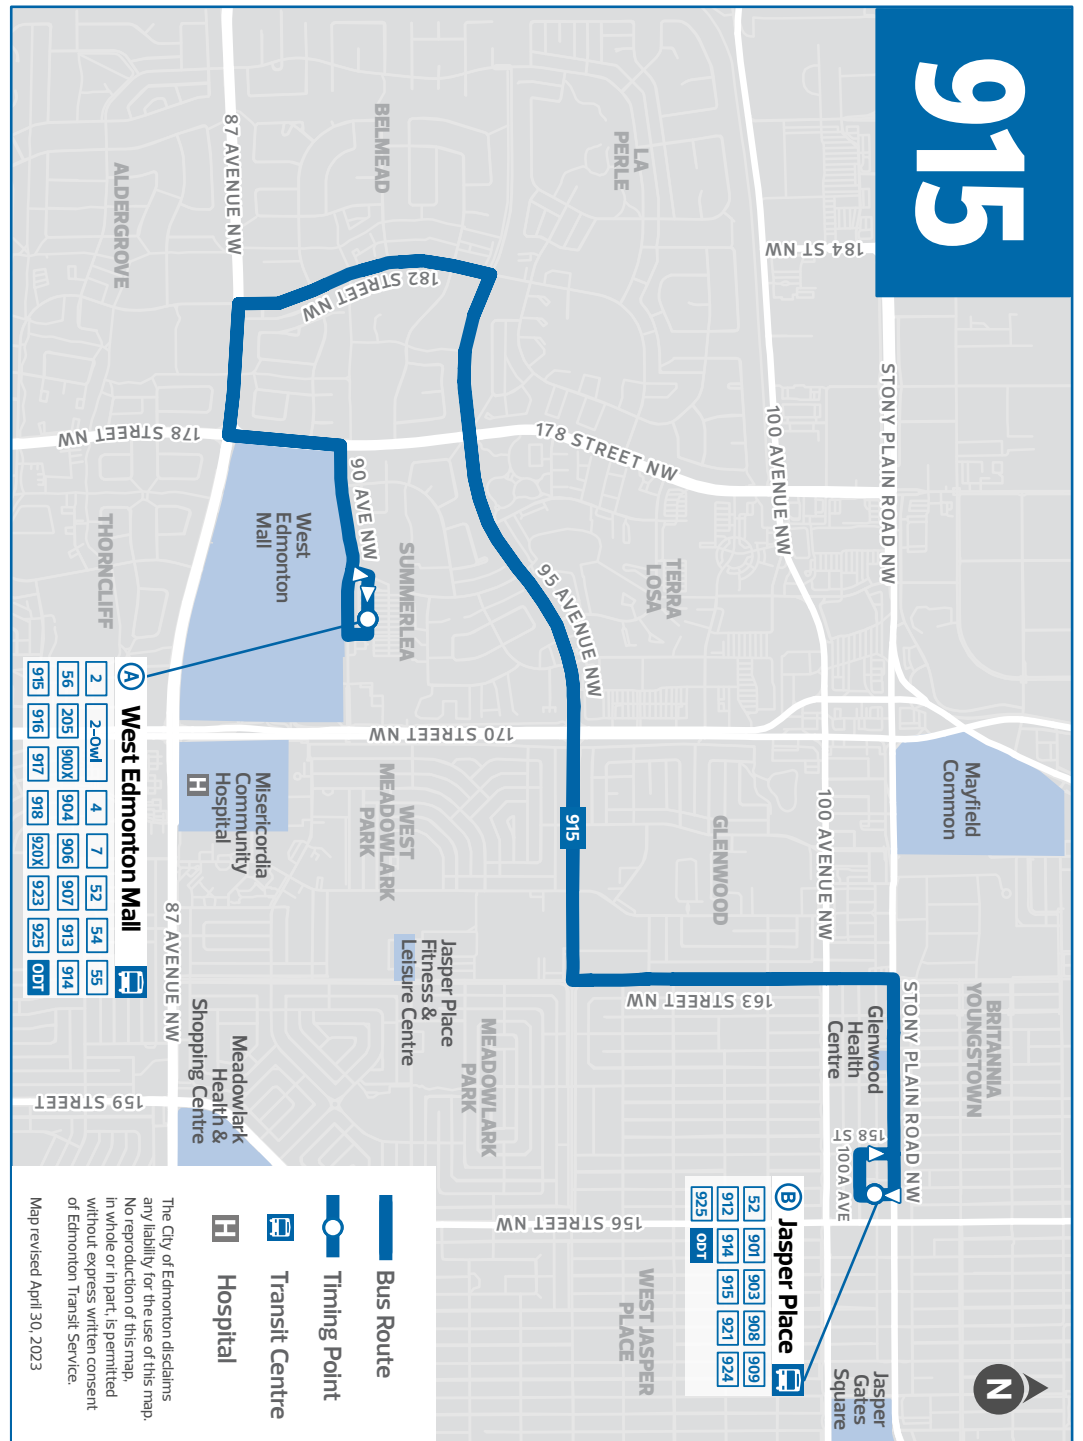 915
184 ST NW
STONY PLAIN ROAD NW
100 AVENUE NW
LA
PERLE
BELMEAD
ALDERGROVE
87 AVENUE NW
182 STREET NW
178 STREET NW
178 STREET NW
95 AVENUE NW
90 AVE NW
TERRA
LOSA
SUMMERLEA
THORNCLIFF
West
Edmonton
Mall
170 STREET NW
Mayfield
Common
100 AVENUE NW
GLENWOOD
915
WEST
MEADOWLARK
PARK
Misericordia
Community
Hospital
H
87 AVENUE NW
A West Edmonton Mall
2 2-Owl 4 7 52 54 55
56 205 900X 904 906 907 913 914
915 916 917 918 920X 923 925 ODT
Jasper Place
Fitness &
Leisure Centre
163 STREET NW
STONY PLAIN ROAD NW
BRITANNIA
YOUNGSTOWN
Glenwood
Health
Centre
158 ST
100A AVE
MEADOWLARK
PARK
Meadowlark
Health &
Shopping Centre
159 STREET
156 STREET NW
B Jasper Place
52 901 903 908 909
912 914 915 921 924
925 ODT
WEST JASPER
PLACE
Jasper
Gates
Square
N
Bus Route
Timing Point
Transit Centre
H Hospital
The City of Edmonton disclaims
any liability for the use of this map.
No reproduction of this map,
in whole or in part, is permitted
without express written consent
of Edmonton Transit Service.
Map revised April 30, 2023